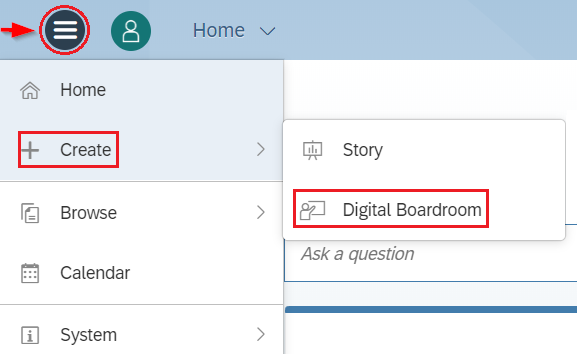 Home
Home
Create
Story
Digital Boardroom
Browse
Ask a question
Calendar
System